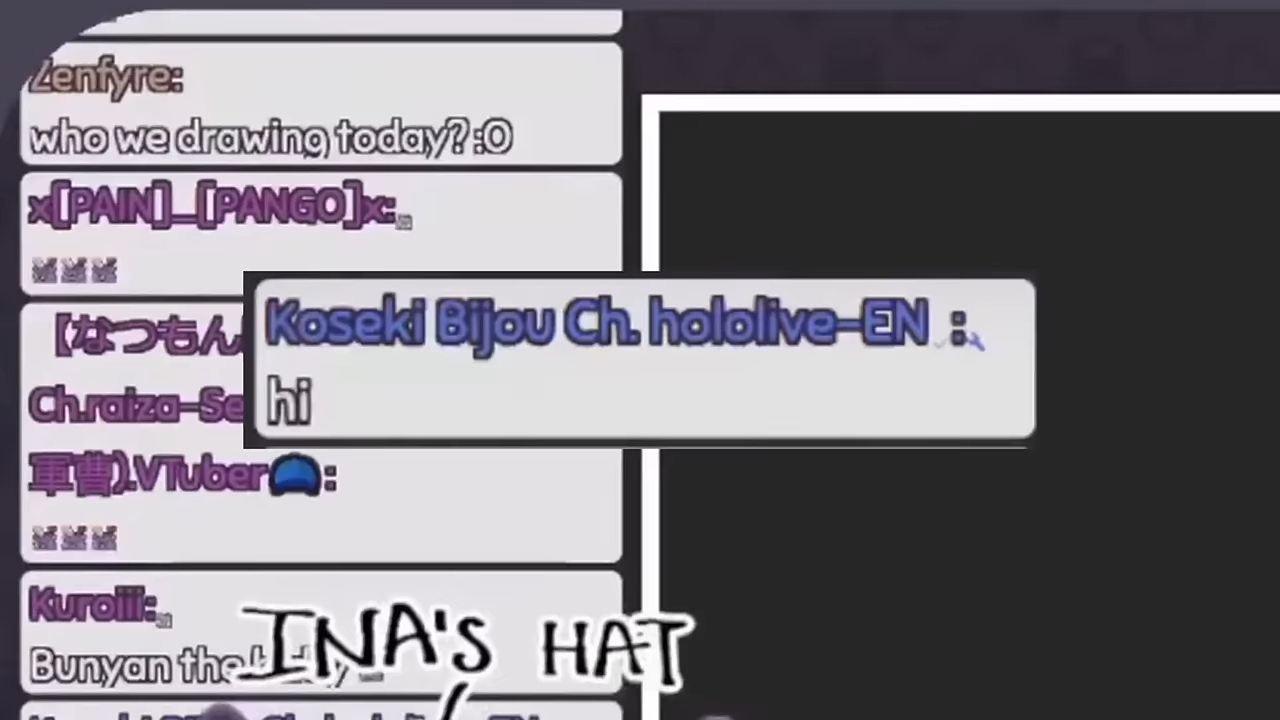 Zenfyre:
who we drawing today? :O
x[PAIN]_[PANGO]x:
【なつもん
Koseki Bijou Ch. hololive-EN :
hi
Ch.raiza-Se
軍曹).VTuber🧢:
Kuroiii:
Bunyan the
INA'S HAT